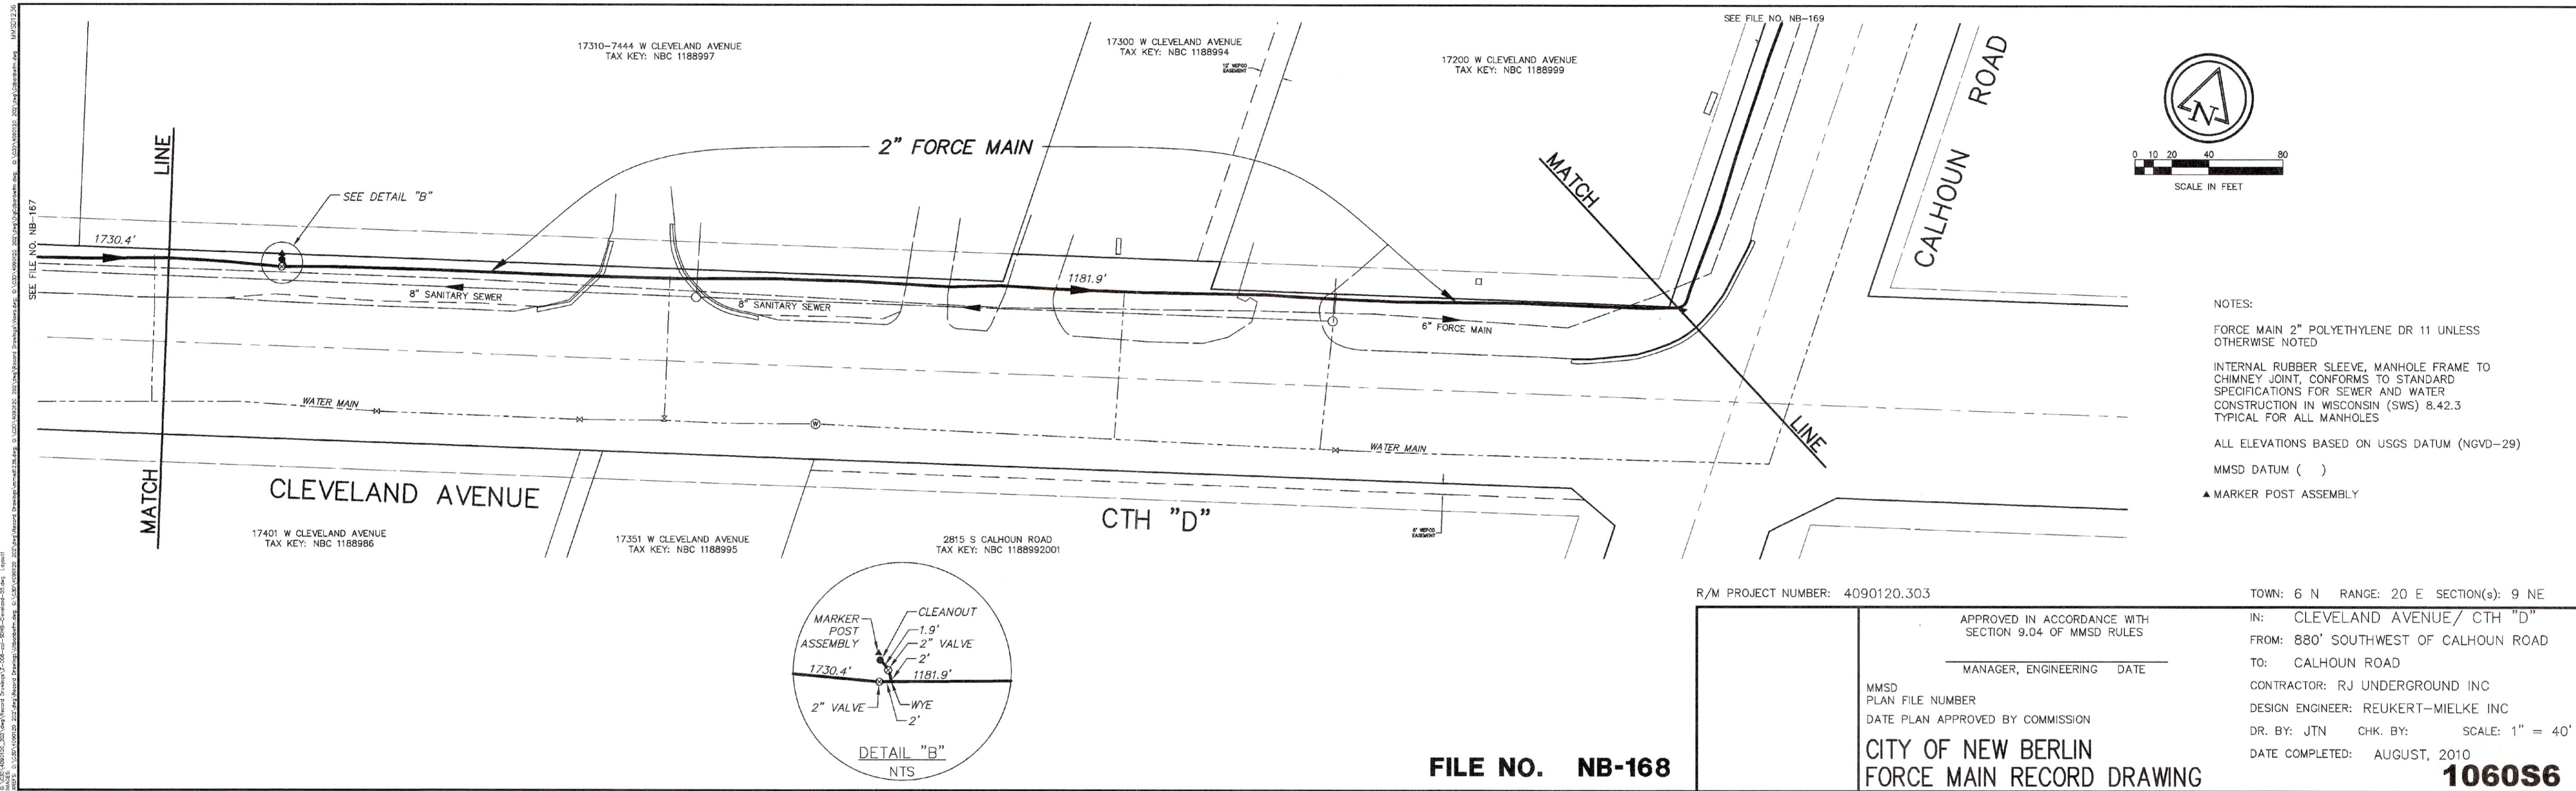 SEE FILE NO. NB-169
17310-7444 W CLEVELAND AVENUE
TAX KEY: NBC 1188997
17300 W CLEVELAND AVENUE
TAX KEY: NBC 1188994
12' WEPCO
EASEMENT
17200 W CLEVELAND AVENUE
TAX KEY: NBC 1188999
CALHOUN ROAD
N
0 10 20 40 80
SCALE IN FEET
MATCH LINE
2" FORCE MAIN
MATCH LINE
SEE DETAIL "B"
SEE FILE NO. NB-167
1730.4'
1181.9'
8" SANITARY SEWER
8" SANITARY SEWER
6" FORCE MAIN
WATER MAIN
W
WATER MAIN
CLEVELAND AVENUE
CTH "D"
17401 W CLEVELAND AVENUE
TAX KEY: NBC 1188986
17351 W CLEVELAND AVENUE
TAX KEY: NBC 1188995
2815 S CALHOUN ROAD
TAX KEY: NBC 1188992001
WEPCO
EASEMENT
NOTES:
FORCE MAIN 2" POLYETHYLENE DR 11 UNLESS
OTHERWISE NOTED
INTERNAL RUBBER SLEEVE, MANHOLE FRAME TO
CHIMNEY JOINT, CONFORMS TO STANDARD
SPECIFICATIONS FOR SEWER AND WATER
CONSTRUCTION IN WISCONSIN (SWS) 8.42.3
TYPICAL FOR ALL MANHOLES
ALL ELEVATIONS BASED ON USGS DATUM (NGVD-29)
MMSD DATUM ( )
▲ MARKER POST ASSEMBLY
MARKER
POST
ASSEMBLY
CLEANOUT
1.9'
2" VALVE
2'
1730.4'
1181.9'
2" VALVE
WYE
2'
DETAIL "B"
NTS
FILE NO. NB-168
R/M PROJECT NUMBER: 4090120.303
APPROVED IN ACCORDANCE WITH
SECTION 9.04 OF MMSD RULES
MANAGER, ENGINEERING DATE
MMSD
PLAN FILE NUMBER
DATE PLAN APPROVED BY COMMISSION
CITY OF NEW BERLIN
FORCE MAIN RECORD DRAWING
TOWN: 6 N RANGE: 20 E SECTION(s): 9 NE
IN: CLEVELAND AVENUE/ CTH "D"
FROM: 880' SOUTHWEST OF CALHOUN ROAD
TO: CALHOUN ROAD
CONTRACTOR: RJ UNDERGROUND INC
DESIGN ENGINEER: REUKERT-MIELKE INC
DR. BY: JTN CHK. BY: SCALE: 1" = 40'
DATE COMPLETED: AUGUST, 2010
1060S6